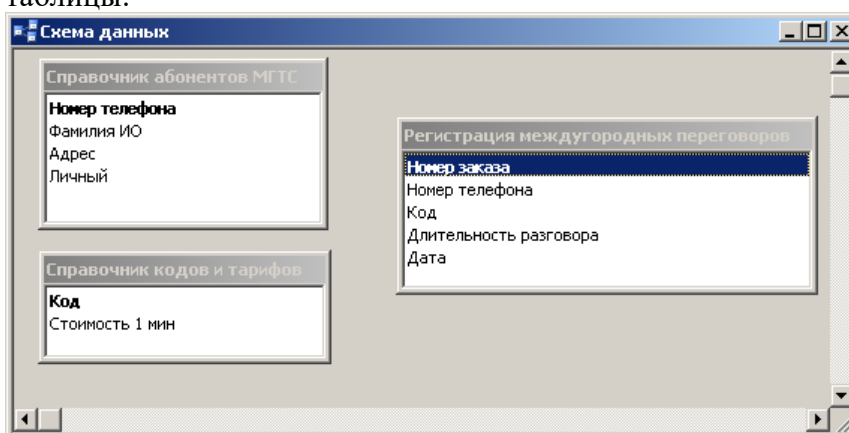 таблицы.
Схема данных
Справочник абонентов МГТС
Номер телефона
Фамилия ИО
Адрес
Личный
Регистрация междугородных переговоров
Номер заказа
Номер телефона
Код
Длительность разговора
Дата
Справочник кодов и тарифов
Код
Стоимость 1 мин